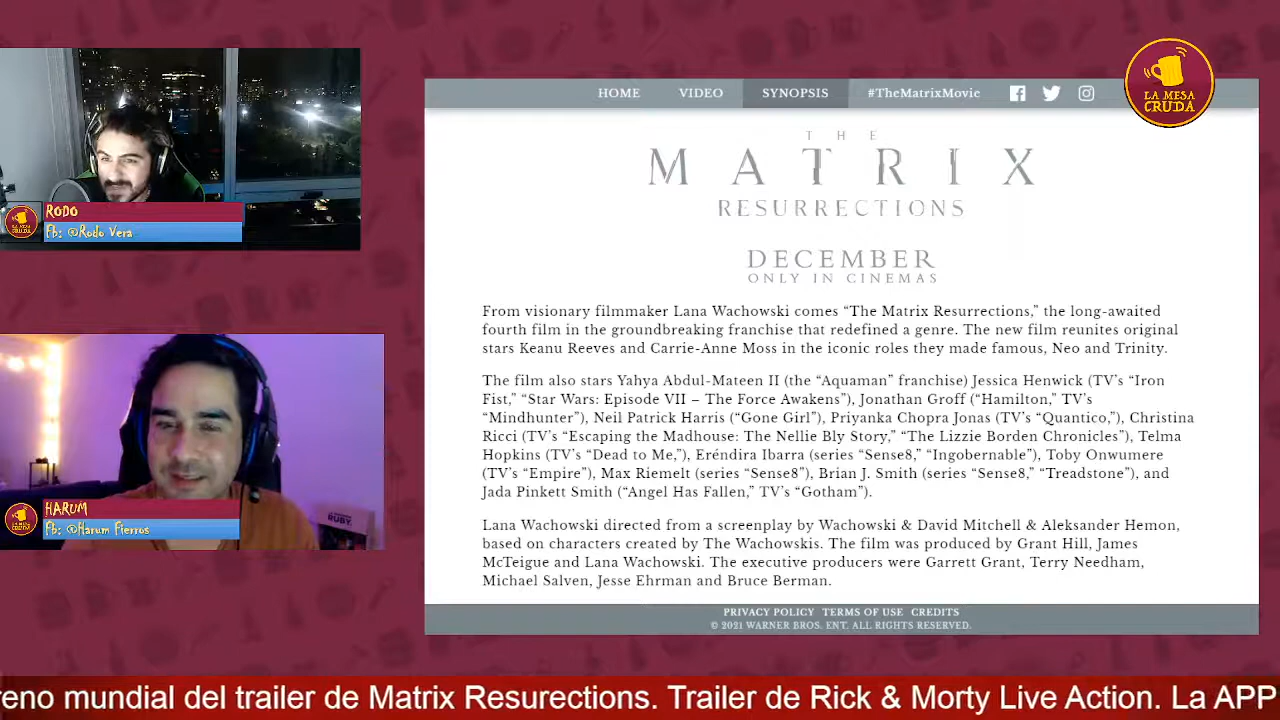 HOME VIDEO SYNOPSIS #TheMatrixMovie
LA MESA
CRUDA
THE
MATRIX
RESURRECTIONS
DECEMBER
ONLY IN CINEMAS
RODO
Fb: @Rodo Vera
From visionary filmmaker Lana Wachowski comes “The Matrix Resurrections,” the long-awaited
fourth film in the groundbreaking franchise that redefined a genre. The new film reunites original
stars Keanu Reeves and Carrie-Anne Moss in the iconic roles they made famous, Neo and Trinity.
The film also stars Yahya Abdul-Mateen II (the “Aquaman” franchise) Jessica Henwick (TV’s “Iron
Fist,” “Star Wars: Episode VII – The Force Awakens”), Jonathan Groff (“Hamilton,” TV’s
“Mindhunter”), Neil Patrick Harris (“Gone Girl”), Priyanka Chopra Jonas (TV’s “Quantico,”), Christina
Ricci (TV’s “Escaping the Madhouse: The Nellie Bly Story,” “The Lizzie Borden Chronicles”), Telma
Hopkins (TV’s “Dead to Me,”), Eréndira Ibarra (series “Sense8,” “Ingobernable”), Toby Onwumere
(TV’s “Empire”), Max Riemelt (series “Sense8”), Brian J. Smith (series “Sense8,” “Treadstone”), and
Jada Pinkett Smith (“Angel Has Fallen,” TV’s “Gotham”).
Lana Wachowski directed from a screenplay by Wachowski & David Mitchell & Aleksander Hemon,
based on characters created by The Wachowskis. The film was produced by Grant Hill, James
McTeigue and Lana Wachowski. The executive producers were Garrett Grant, Terry Needham,
Michael Salven, Jesse Ehrman and Bruce Berman.
HARUM
Fb: @Harum Fierros
RUBY
PRIVACY POLICY TERMS OF USE CREDITS
© 2021 WARNER BROS. ENT. ALL RIGHTS RESERVED.
reno mundial del trailer de Matrix Resurections. Trailer de Rick & Morty Live Action. La APP